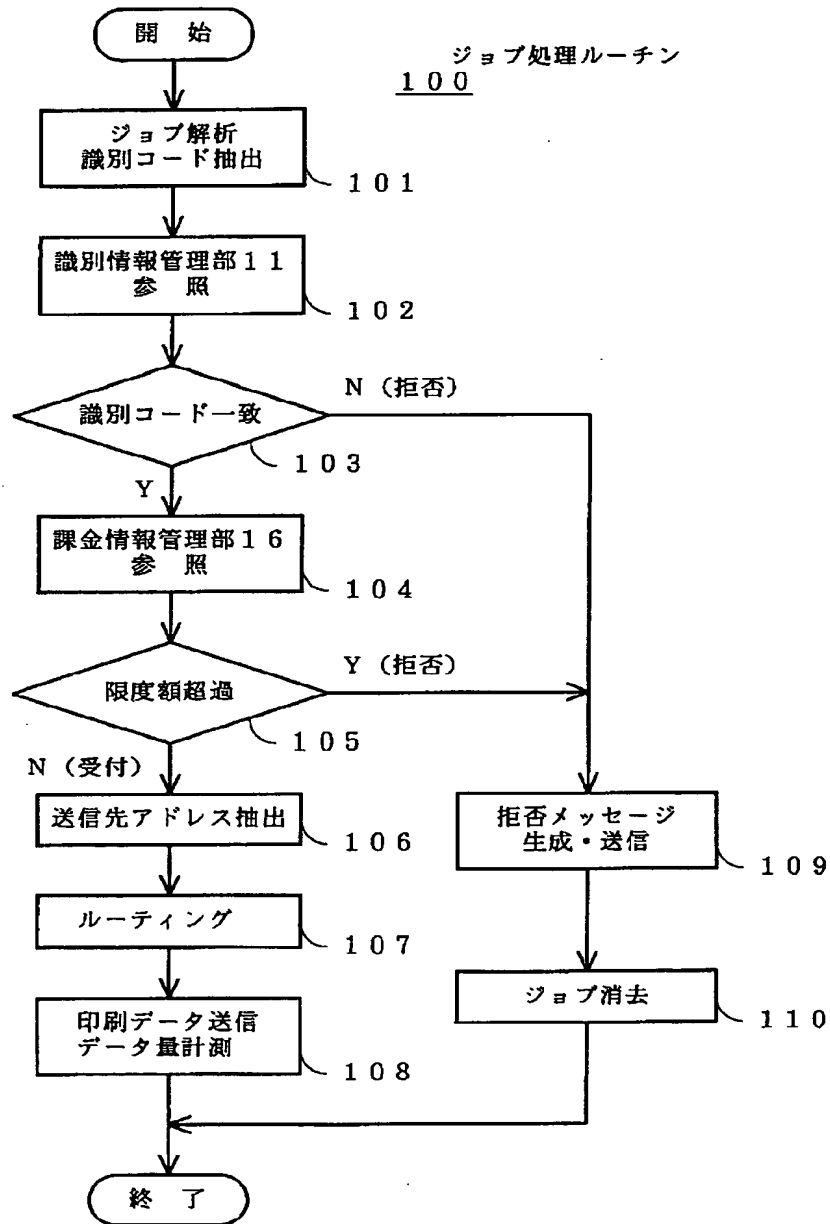 開 始
ジョブ処理ルーチン
１００
ジョブ解析
識別コード抽出
１０１
識別情報管理部１１
参 照
１０２
識別コード一致
N（拒否）
１０３
Y
課金情報管理部１６
参 照
１０４
限度額超過
Y（拒否）
１０５
N（受付）
送信先アドレス抽出
１０６
拒否メッセージ
生成・送信
１０９
ルーティング
１０７
ジョブ消去
１１０
印刷データ送信
データ量計測
１０８
終 了